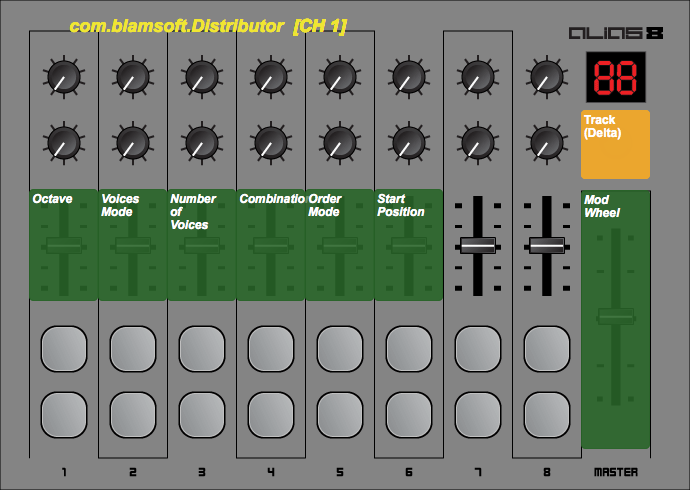 com.blamsoft.Distributor [CH 1]
ALIAS 8
88
Track
(Delta)
Octave
Voices
Mode
Number
of
Voices
Combinatio
Order
Mode
Start
Position
Mod
Wheel
1 2 3 4 5 6 7 8 MASTER